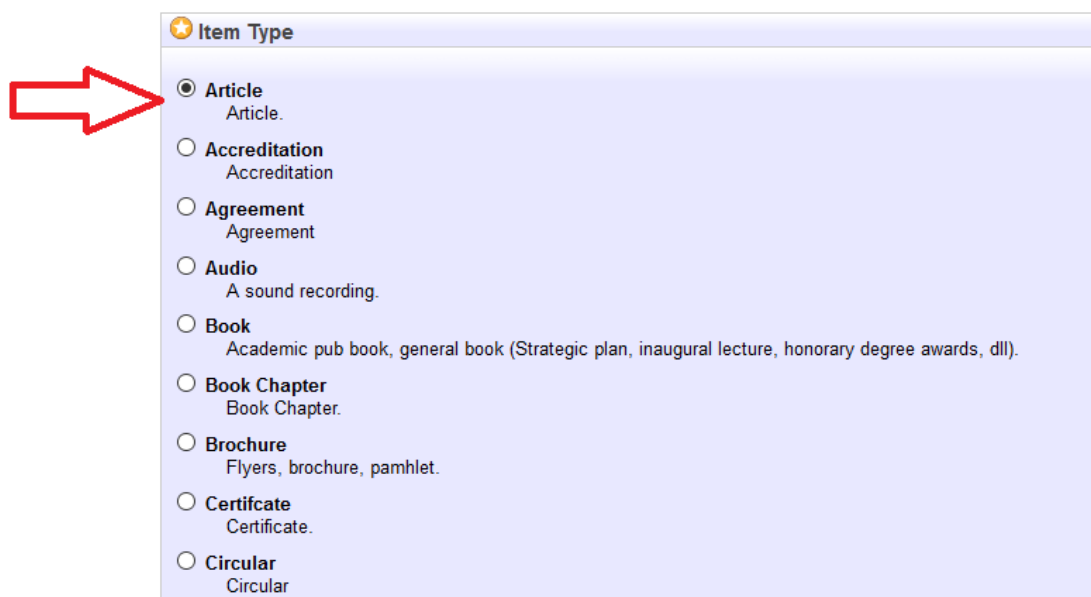 Item Type
Article
Article.
Accreditation
Accreditation
Agreement
Agreement
Audio
A sound recording.
Book
Academic pub book, general book (Strategic plan, inaugural lecture, honorary degree awards, dll).
Book Chapter
Book Chapter.
Brochure
Flyers, brochure, pamhlet.
Certifcate
Certificate.
Circular
Circular